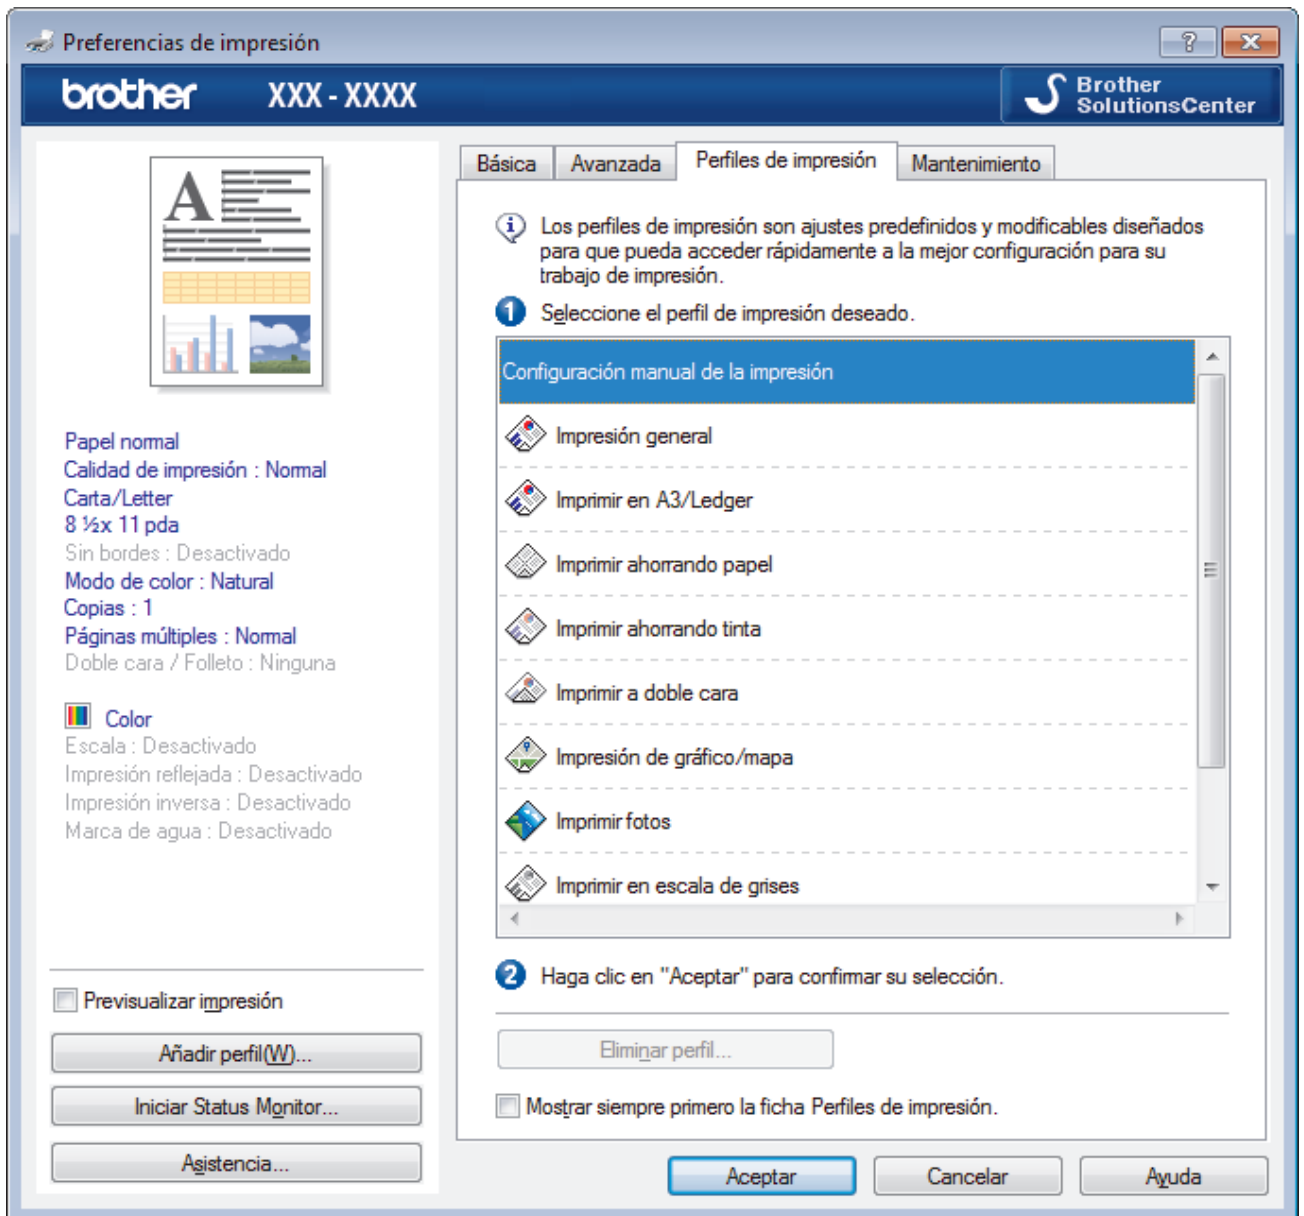 Preferencias de impresión
brother XXX - XXXX
Brother
SolutionsCenter
A
Papel normal
Calidad de impresión : Normal
Carta/Letter
8 ½x 11 pda
Sin bordes : Desactivado
Modo de color : Natural
Copias : 1
Páginas múltiples : Normal
Doble cara / Folleto : Ninguna
Color
Escala : Desactivado
Impresión reflejada : Desactivado
Impresión inversa : Desactivado
Marca de agua : Desactivado
Previsualizar impresión
Añadir perfil(W)...
Iniciar Status Monitor...
Asistencia...
Básica Avanzada Perfiles de impresión Mantenimiento
Los perfiles de impresión son ajustes predefinidos y modificables diseñados
para que pueda acceder rápidamente a la mejor configuración para su
trabajo de impresión.
1 Seleccione el perfil de impresión deseado.
Configuración manual de la impresión
Impresión general
Imprimir en A3/Ledger
Imprimir ahorrando papel
Imprimir ahorrando tinta
Imprimir a doble cara
Impresión de gráfico/mapa
Imprimir fotos
Imprimir en escala de grises
2 Haga clic en "Aceptar" para confirmar su selección.
Eliminar perfil...
Mostrar siempre primero la ficha Perfiles de impresión.
Aceptar Cancelar Ayuda